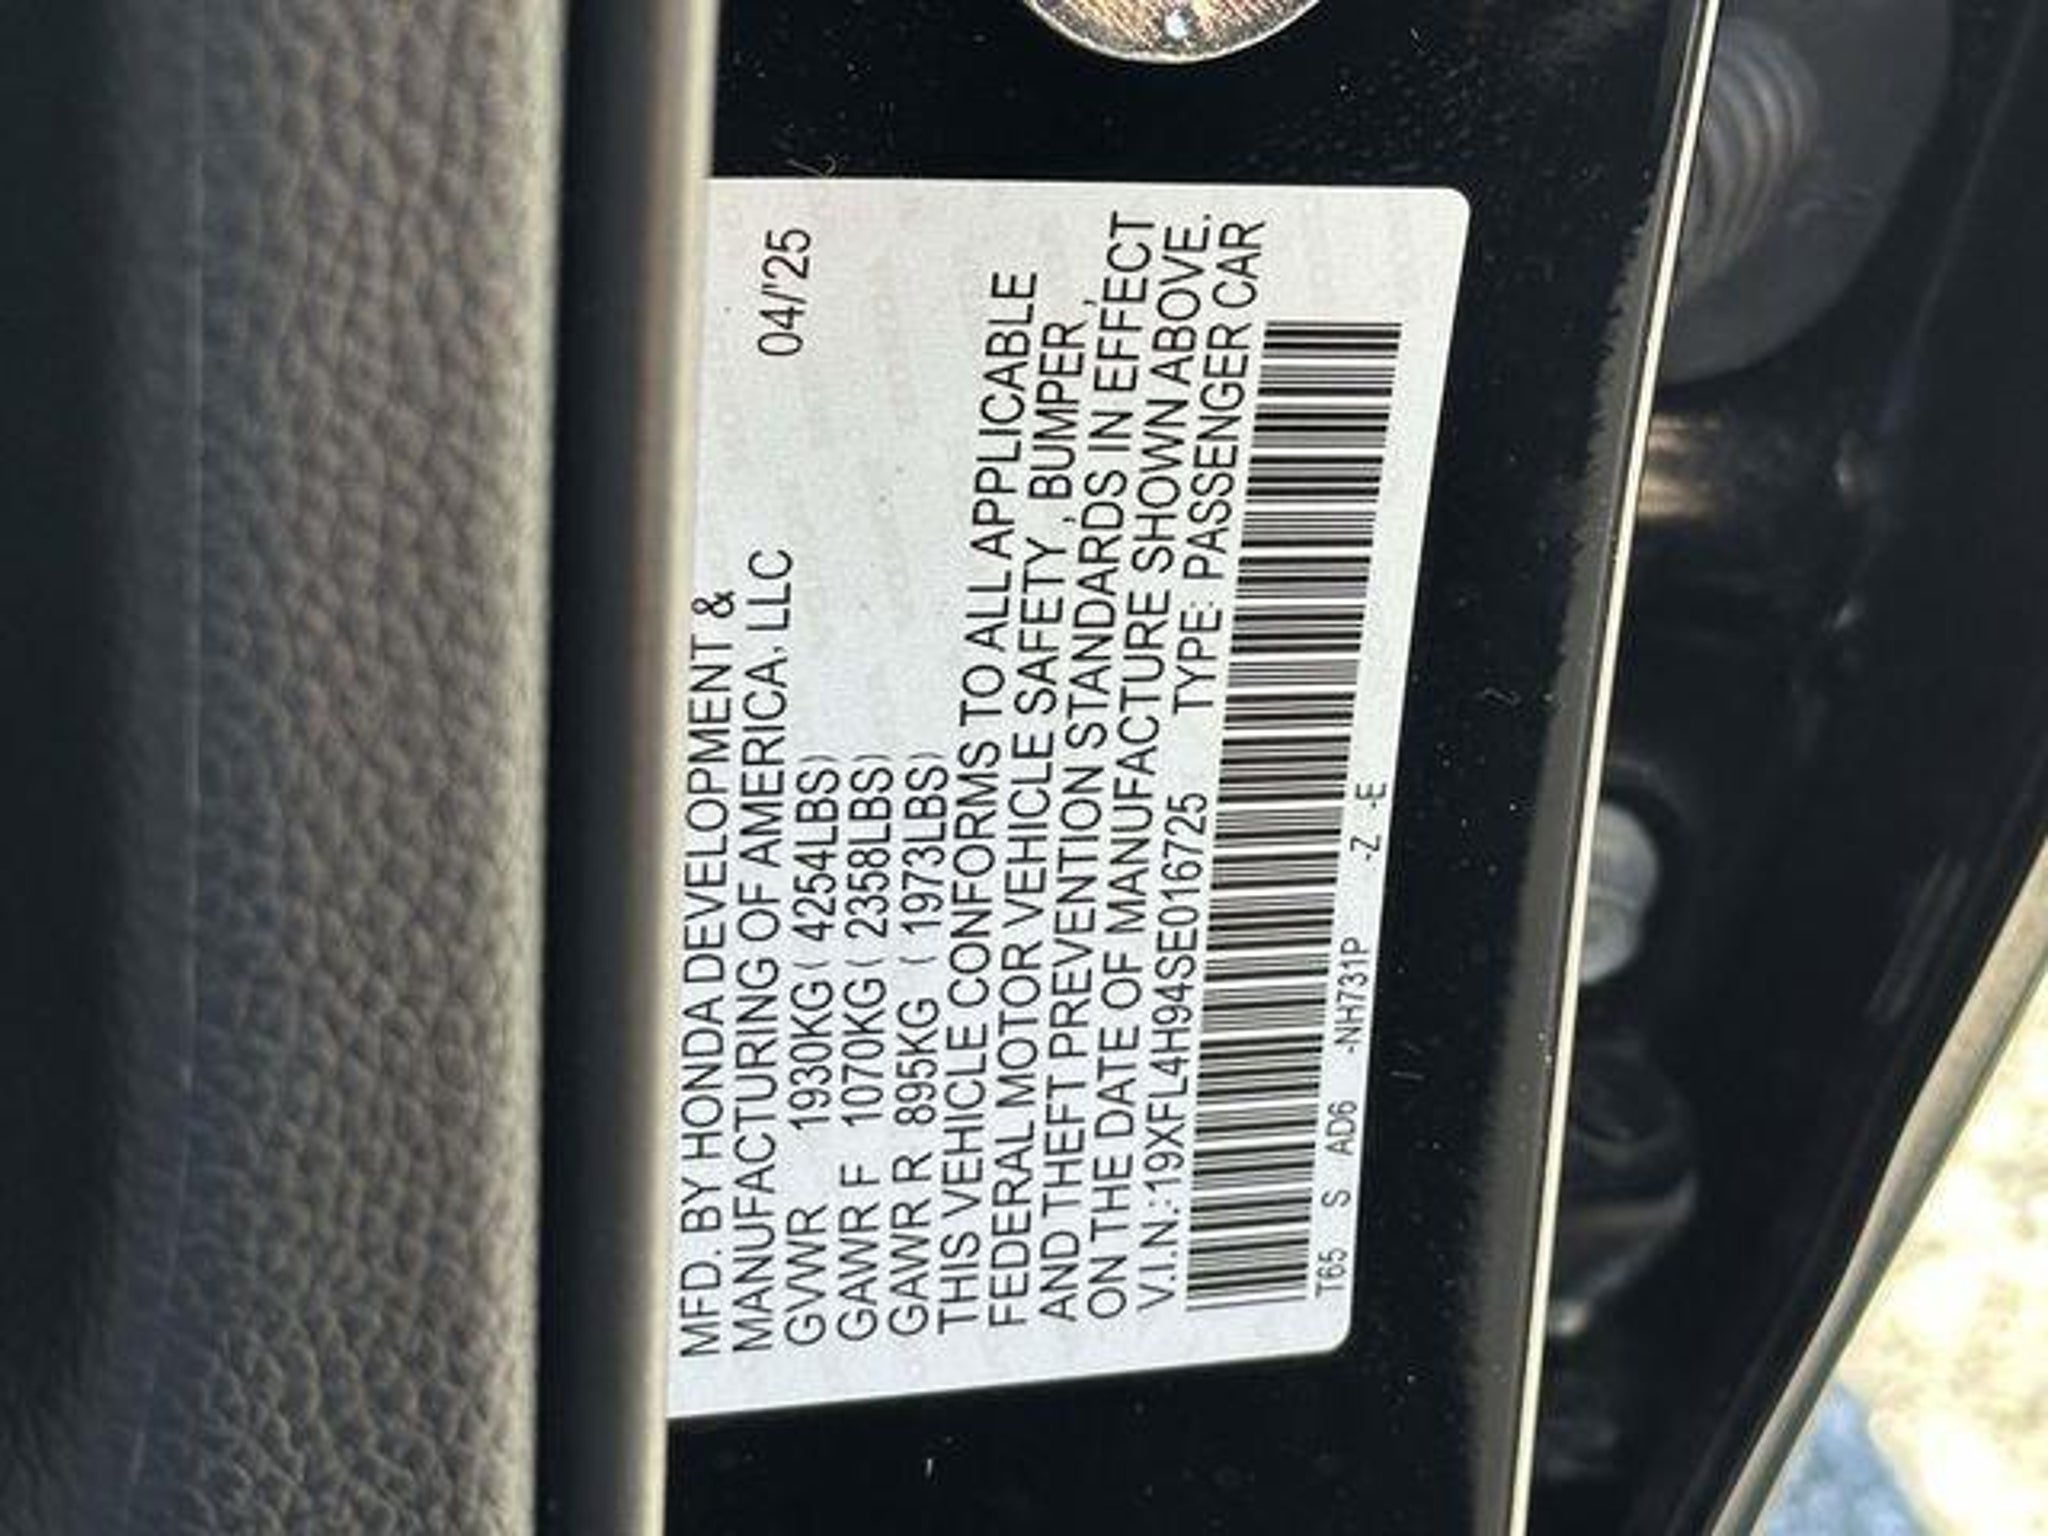 MFD. BY HONDA DEVELOPMENT &
MANUFACTURING OF AMERICA, LLC 04/'25
GVWR 1930KG ( 4254LBS)
GAWR F 1070KG ( 2358LBS)
GAWR R 895KG ( 1973LBS)
THIS VEHICLE CONFORMS TO ALL APPLICABLE
FEDERAL MOTOR VEHICLE SAFETY, BUMPER,
AND THEFT PREVENTION STANDARDS IN EFFECT
ON THE DATE OF MANUFACTURE SHOWN ABOVE.
V.I.N.:19XFL4H94SE016725 TYPE: PASSENGER CAR
T65 S AD6 -NH731P -Z -E